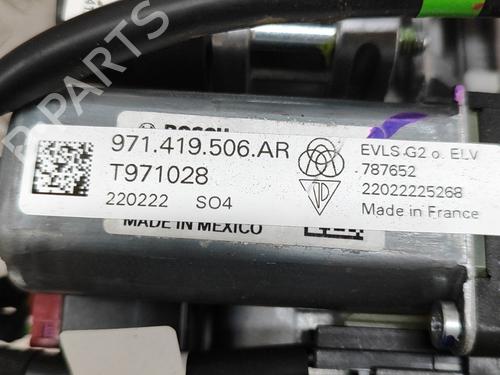 B-PARTS
BOSCH
971.419.506.AR
T971028
220222 SO4
EVLS G2 o. ELV
787652
22022225268
Made in France
MADE IN MEXICO